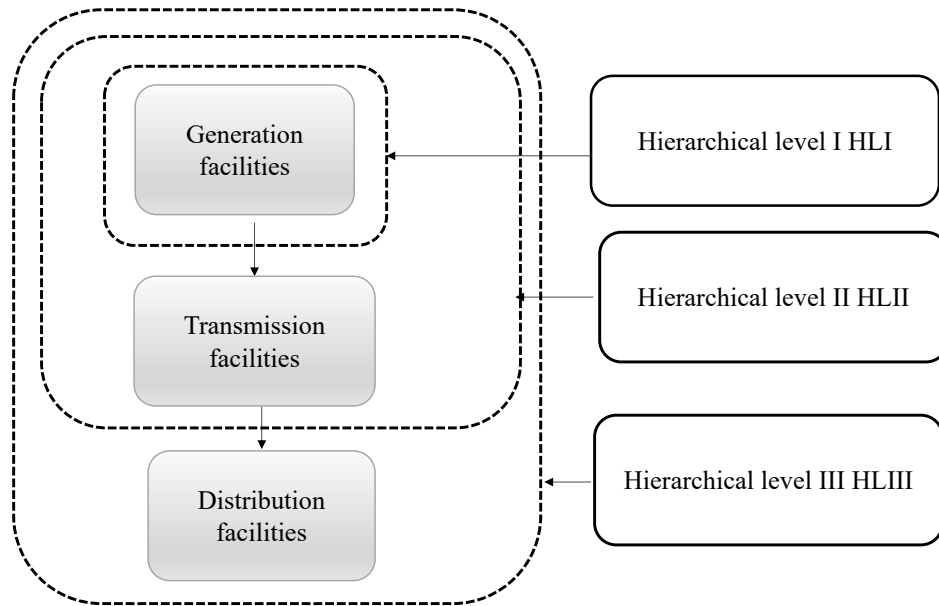 Generation
facilities
Hierarchical level I HLI
Transmission
facilities
Hierarchical level II HLII
Distribution
facilities
Hierarchical level III HLIII